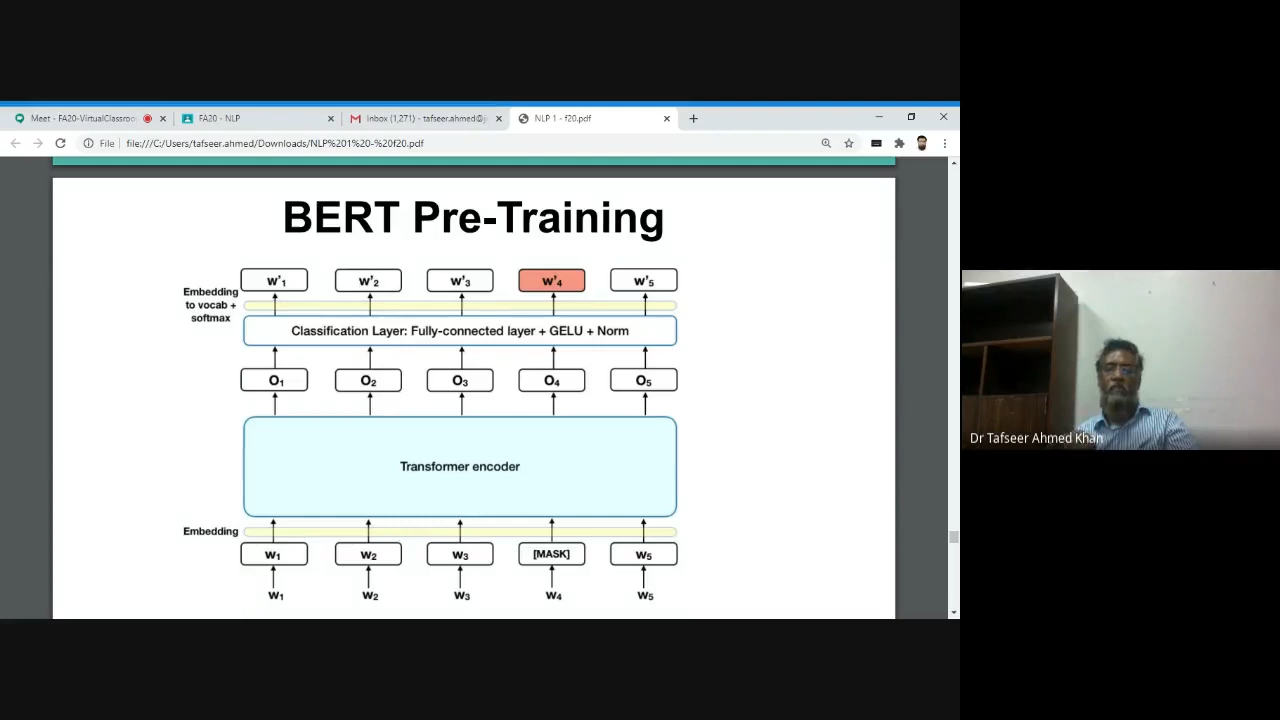 Meet - FA20-VirtualClassroo
FA20 - NLP
Inbox (1,271) - tafseer.ahmed@ji
NLP 1 - f20.pdf
File
file:///C:/Users/tafseer.ahmed/Downloads/NLP%201%20-%20f20.pdf
BERT Pre-Training
w'1 w'2 w'3 w'4 w'5
Embedding
to vocab +
softmax
Classification Layer: Fully-connected layer + GELU + Norm
O1 O2 O3 O4 O5
Transformer encoder
Embedding
W1 W2 W3 [MASK] W5
W1 W2 W3 W4 W5
Dr Tafseer Ahmed Khan